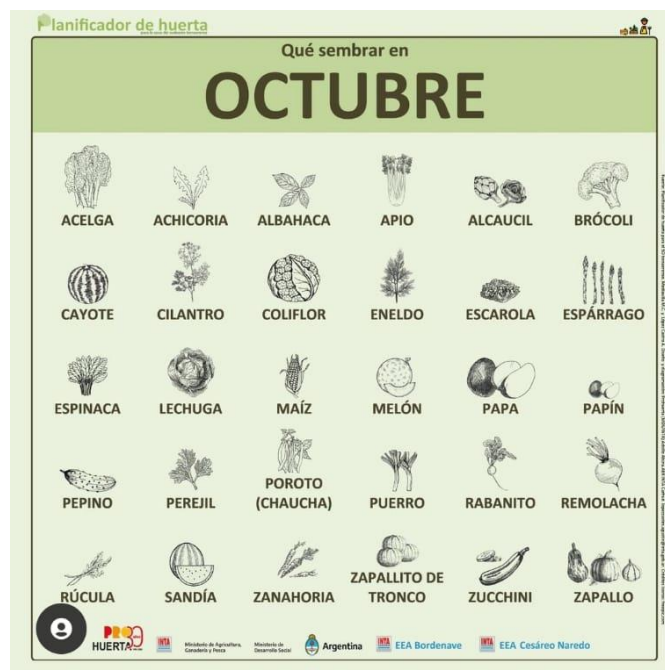 Planificador de huerta
Qué sembrar en
OCTUBRE
ACELGA
ACHICORIA
ALBAHACA
APIO
ALCAUCIL
BRÓCOLI
CAYOTE
CILANTRO
COLIFLOR
ENELDO
ESCAROLA
ESPÁRRAGO
ESPINACA
LECHUGA
MAÍZ
MELÓN
PAPA
PAPÍN
PEPINO
PEREJIL
POROTO
(CHAUCHA)
PUERRO
RABANITO
REMOLACHA
RÚCULA
SANDÍA
ZANAHORIA
ZAPALLITO DE
TRONCO
ZUCCHINI
ZAPALLO
PRO
HUERTA
INTA
Ministerio de Agricultura,
Ganadería y Pesca
Ministerio de
Desarrollo Social
Argentina
INTA
EEA Bordenave
INTA
EEA Cesáreo Naredo